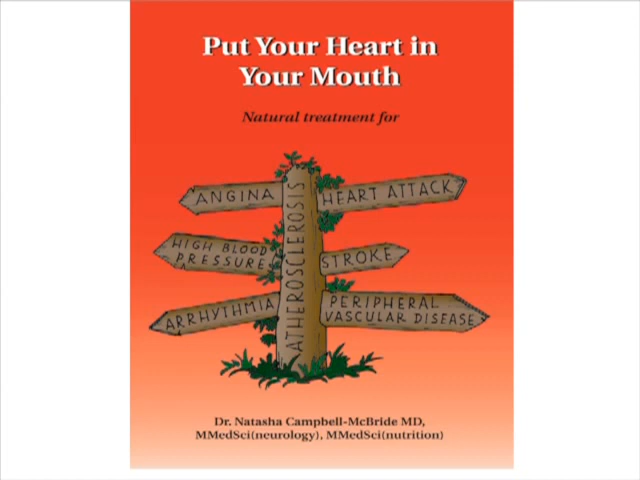 Put Your Heart in
Your Mouth
Natural treatment for
ANGINA
HEART ATTACK
HIGH BLOOD
PRESSURE
STROKE
ATHEROSCLEROSIS
ARRHYTHMIA
PERIPHERAL
VASCULAR DISEASE
Dr. Natasha Campbell-McBride MD,
MMedSci(neurology), MMedSci(nutrition)